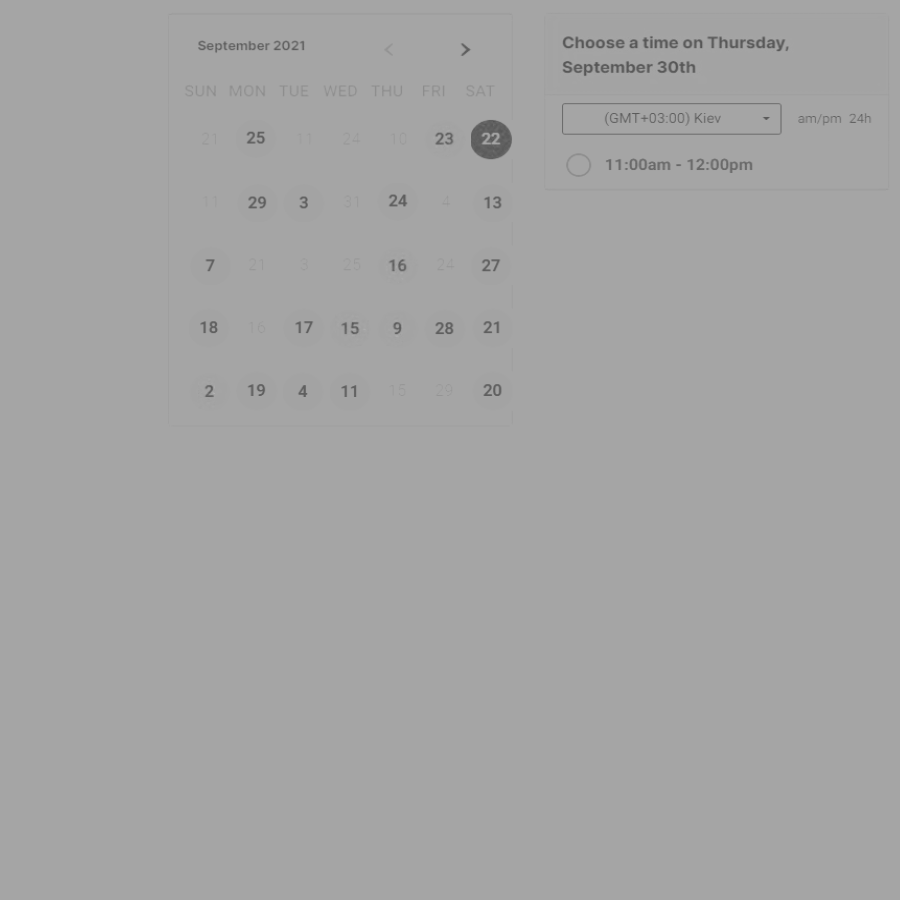 September 2021
SUN MON TUE WED THU FRI SAT
21 25 11 24 10 23 22
11 29 3 31 24 4 13
7 21 3 25 16 24 27
18 16 17 15 9 28 21
2 19 4 11 15 29 20
Choose a time on Thursday,
September 30th
(GMT+03:00) Kiev am/pm 24h
11:00am - 12:00pm